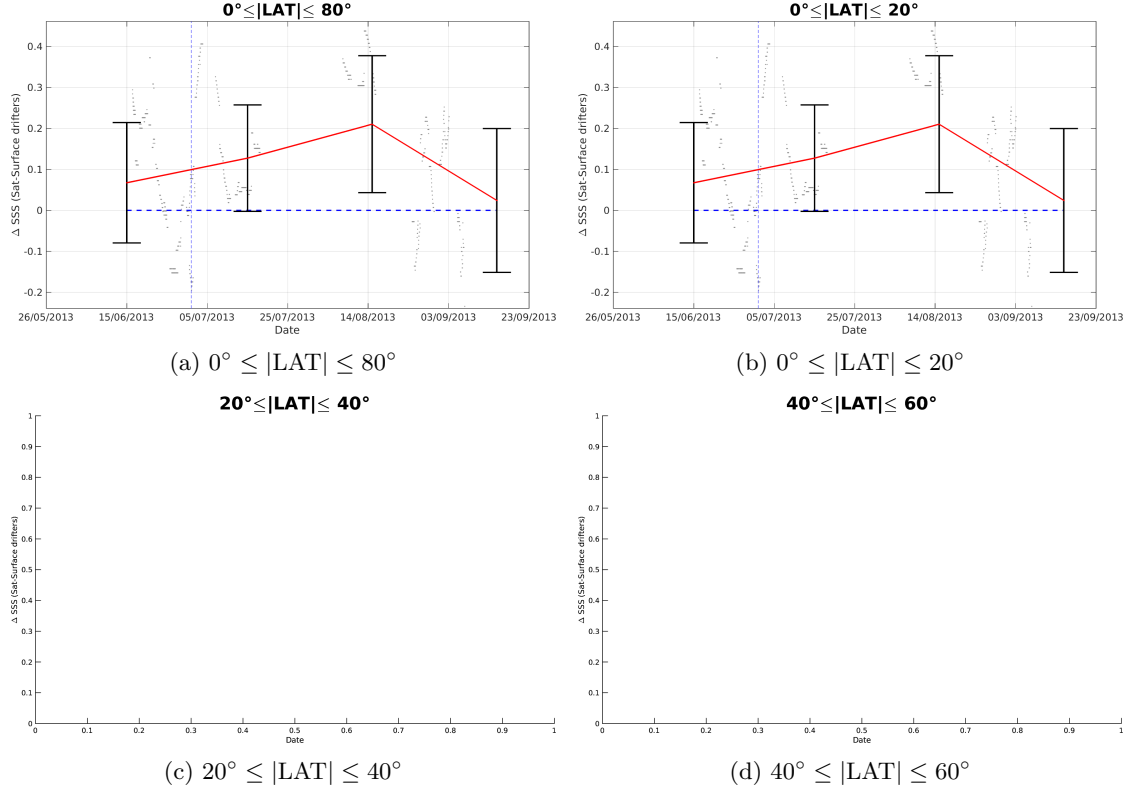 0°≤|LAT|≤ 80°
Δ SSS (Sat-Surface drifters)
0.4
0.3
0.2
0.1
0
-0.1
-0.2
26/05/2013 15/06/2013 05/07/2013 25/07/2013 14/08/2013 03/09/2013 23/09/2013
Date
(a) 0° ≤ |LAT| ≤ 80°
0°≤|LAT|≤ 20°
Δ SSS (Sat-Surface drifters)
0.4
0.3
0.2
0.1
0
-0.1
-0.2
26/05/2013 15/06/2013 05/07/2013 25/07/2013 14/08/2013 03/09/2013 23/09/2013
Date
(b) 0° ≤ |LAT| ≤ 20°
20°≤|LAT|≤ 40°
Δ SSS (Sat-Surface drifters)
1
0.9
0.8
0.7
0.6
0.5
0.4
0.3
0.2
0.1
0
0 0.1 0.2 0.3 0.4 0.5 0.6 0.7 0.8 0.9 1
Date
(c) 20° ≤ |LAT| ≤ 40°
40°≤|LAT|≤ 60°
Δ SSS (Sat-Surface drifters)
1
0.9
0.8
0.7
0.6
0.5
0.4
0.3
0.2
0.1
0
0 0.1 0.2 0.3 0.4 0.5 0.6 0.7 0.8 0.9 1
Date
(d) 40° ≤ |LAT| ≤ 60°